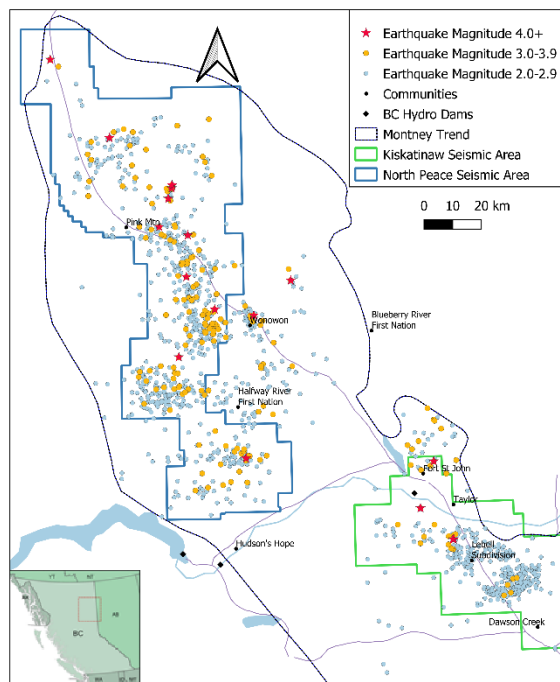 Earthquake Magnitude 4.0+
Earthquake Magnitude 3.0-3.9
Earthquake Magnitude 2.0-2.9
Communities
BC Hydro Dams
Montney Trend
Kiskatinaw Seismic Area
North Peace Seismic Area
0 10 20 km
Pink Mtn
Wonowon
Blueberry River
First Nation
Halfway River
First Nation
Fort St John
Taylor
Hudson's Hope
Lebell
Subdivision
Dawson Creek
YT NT
BC
AB